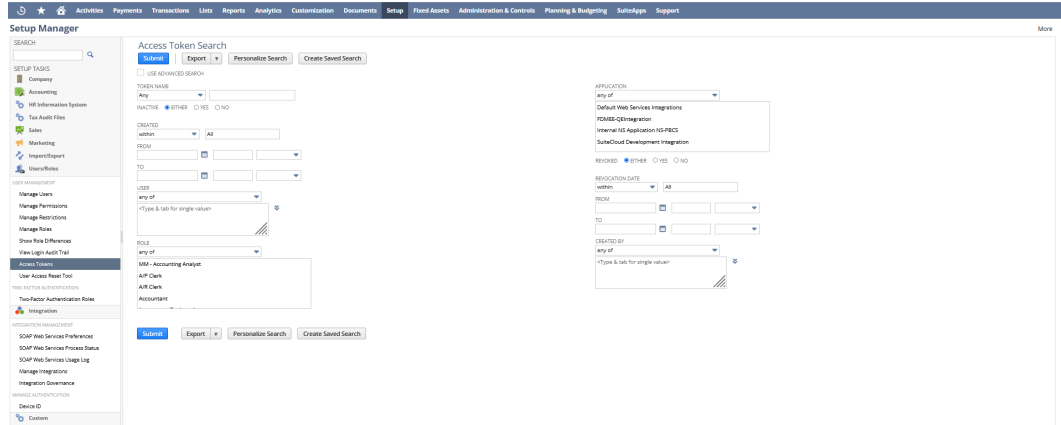 Activities Payments Transactions Lists Reports Analytics Customization Documents Setup Fixed Assets Administration & Controls Planning & Budgeting SuiteApps Support
Setup Manager
More
SEARCH
SETUP TASKS
Company
Accounting
HR Information System
Tax Audit Files
Sales
Marketing
Import/Export
Users/Roles
USER MANAGEMENT
Manage Users
Manage Permissions
Manage Restrictions
Manage Roles
Show Role Differences
View Login Audit Trail
Access Tokens
User Access Reset Tool
TWO-FACTOR AUTHENTICATION
Two-Factor Authentication Roles
Integration
INTEGRATION MANAGEMENT
SOAP Web Services Preferences
SOAP Web Services Process Status
SOAP Web Services Usage Log
Manage Integrations
Integration Governance
MANAGE AUTHENTICATION
Device ID
Custom
Access Token Search
Submit Export Personalize Search Create Saved Search
USE ADVANCED SEARCH
TOKEN NAME
Any
INACTIVE EITHER YES NO
CREATED
within All
FROM
TO
USER
any of
<Type & tab for single value>
ROLE
any of
MM - Accounting Analyst
A/P Clerk
A/R Clerk
Accountant
APPLICATION
any of
Default Web Services Integrations
FDMEE-QEIntegration
Internal NS Application NS-PBCS
SuiteCloud Development Integration
REVOKED EITHER YES NO
REVOCATION DATE
within All
FROM
TO
CREATED BY
any of
<Type & tab for single value>
Submit Export Personalize Search Create Saved Search